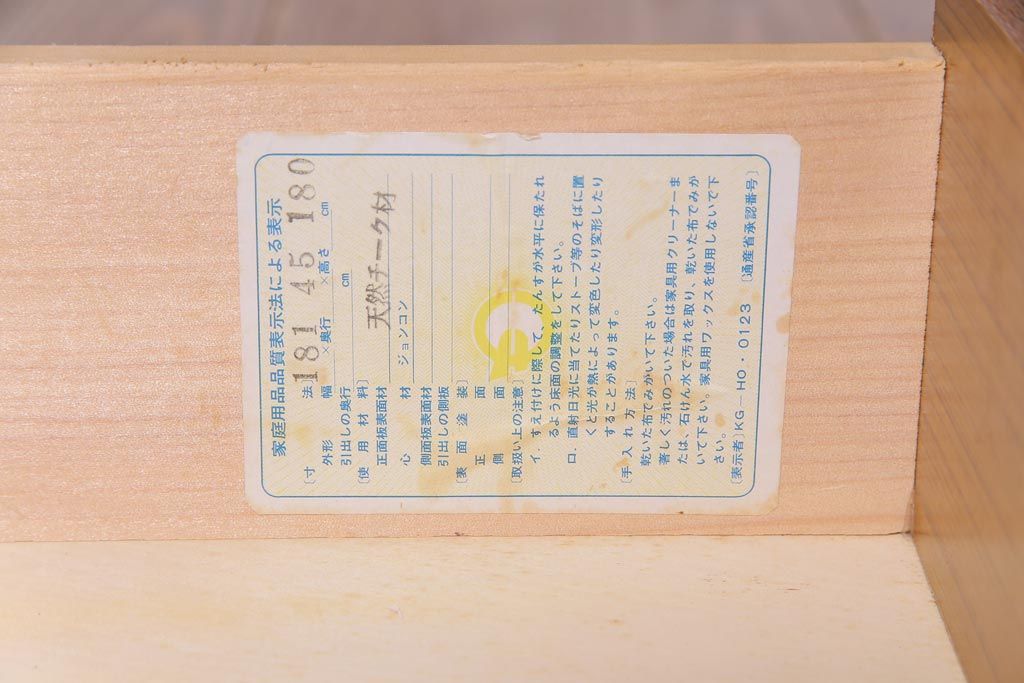 家庭用品品質表示法による表示
〔寸法〕 181 45 180
外形 幅 ×奥行 ×高さ cm
引出しの奥行 cm
〔使用材料〕
正面板表面材 天然チーク材
心材 ジョンコン
側面板表面材
引出しの側板
〔表面塗装〕
正面
側面
〔取扱い上の注意〕
イ．すえ付けに際して、たんすが水平に保たれ
るよう床面の調整をして下さい。
ロ．直射日光に当てたりストーブ等のそばに置
くと光が熱によって変色したり変形したり
することがあります。
〔手入れ方法〕
乾いた布でみがいて下さい。
著しく汚れのついた場合は家具用クリーナーま
たは、石けん水で汚れを取り、乾いた布でみが
いて下さい。家具用ワックスを使用しないで下
さい。
〔表示者〕KG－HO・0123 〔通産省承認番号〕